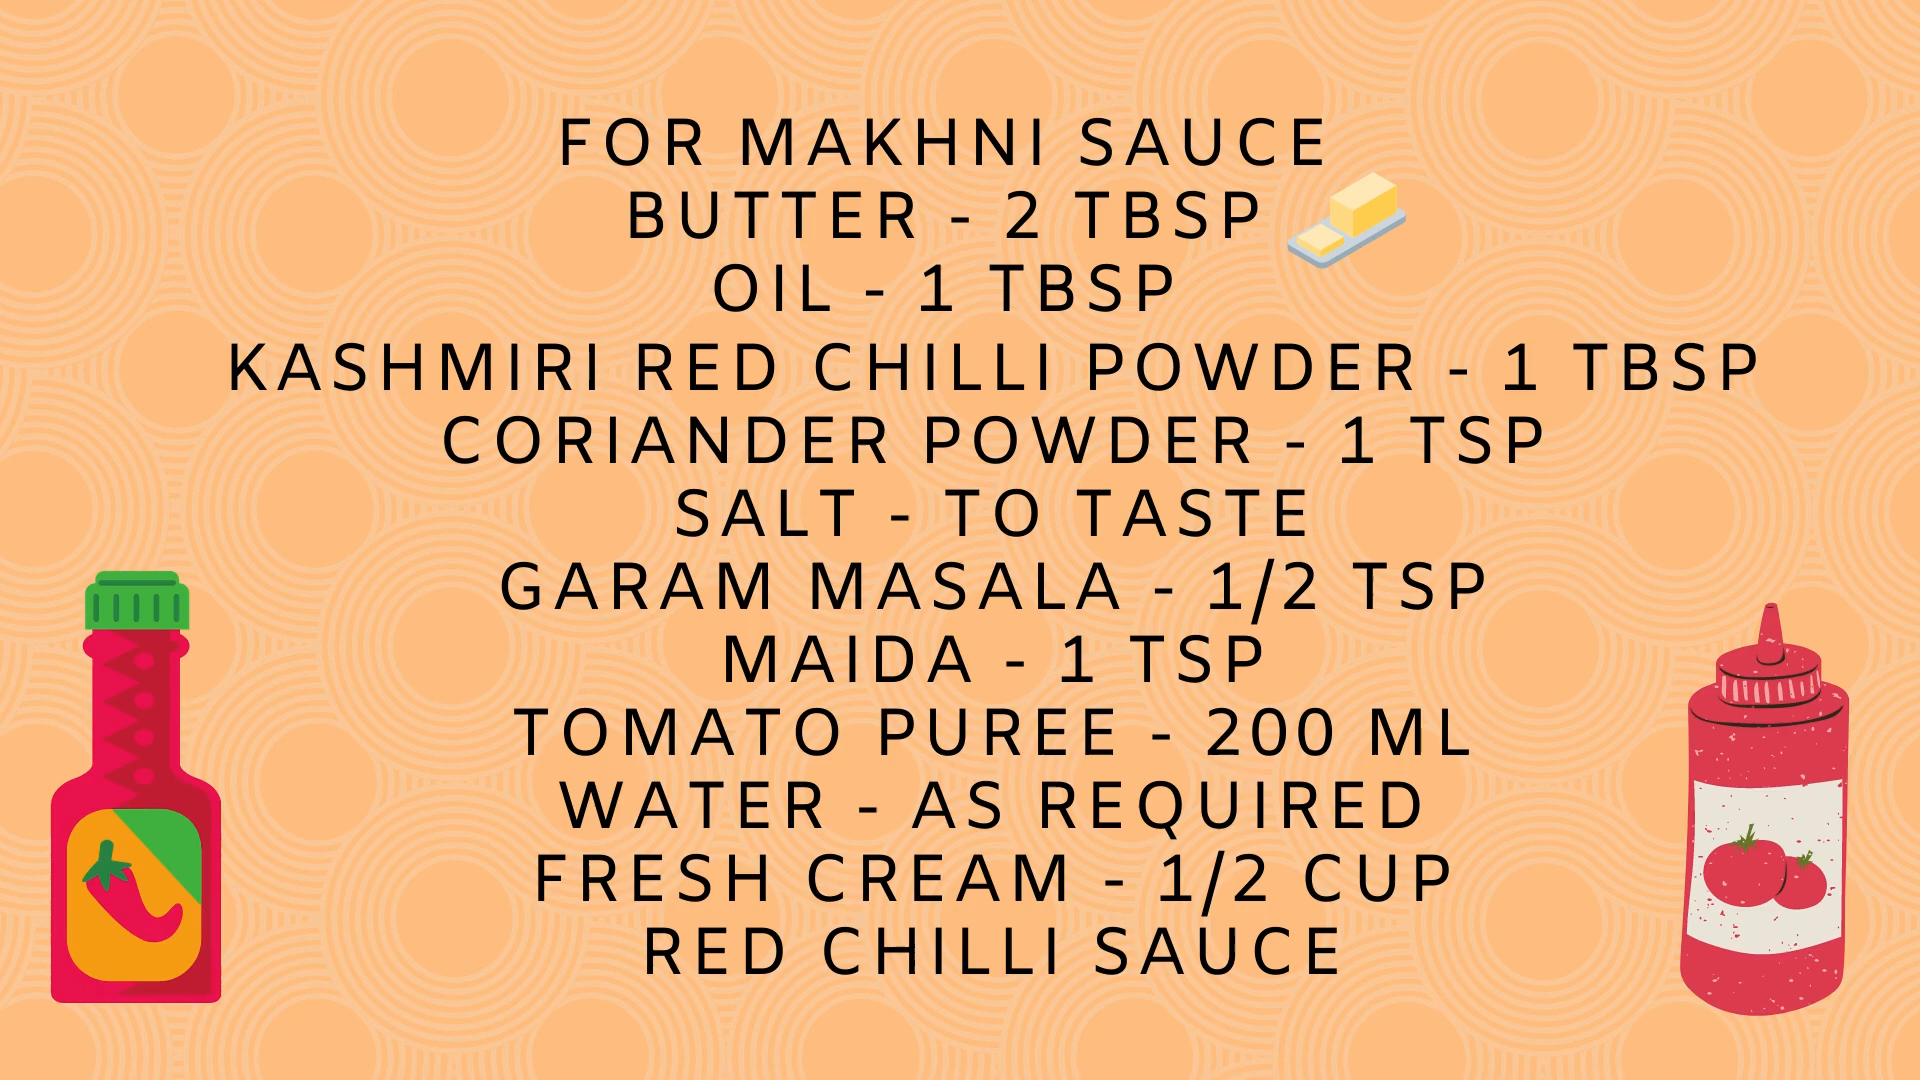 FOR MAKHNI SAUCE
BUTTER - 2 TBSP
OIL - 1 TBSP
KASHMIRI RED CHILLI POWDER - 1 TBSP
CORIANDER POWDER - 1 TSP
SALT - TO TASTE
GARAM MASALA - 1/2 TSP
MAIDA - 1 TSP
TOMATO PUREE - 200 ML
WATER - AS REQUIRED
FRESH CREAM - 1/2 CUP
RED CHILLI SAUCE